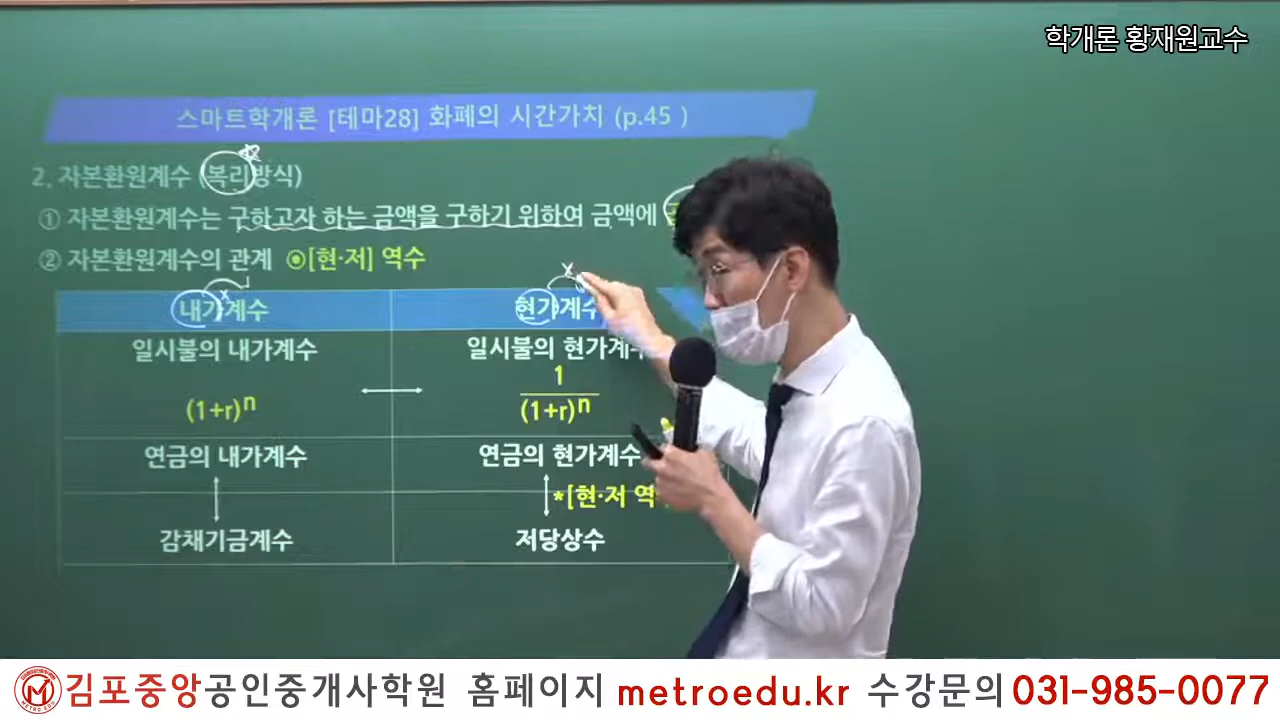 학개론 황재원교수
스마트학개론 [테마28] 화폐의 시간가치 (p.45 )
2. 자본환원계수 (복리방식)
① 자본환원계수는 구하고자 하는 금액을 구하기 위하여 금액에
② 자본환원계수의 관계 ⊙[현·저] 역수
내가계수 현가계수
일시불의 내가계수 일시불의 현가계수
(1+r)ⁿ 1/(1+r)ⁿ
연금의 내가계수 연금의 현가계수
*[현·저 역
감채기금계수 저당상수
METRO EDU
김포중앙공인중개사학원 홈페이지 metroedu.kr 수강문의 031-985-0077